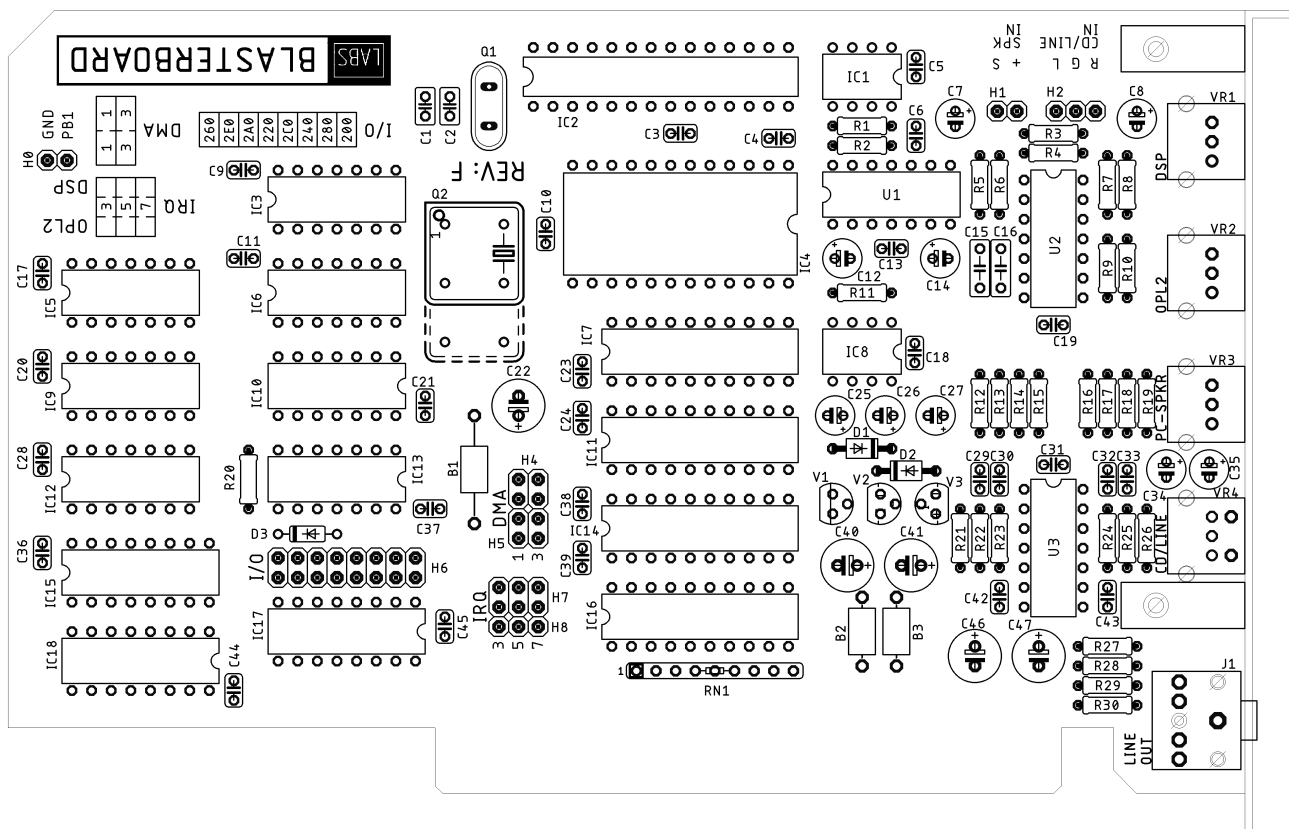 BLASTERBOARD LABS
Q1
IN
SPK
+ S
IN
CD/LINE
R G L
C7
H1
H2
C8
VR1
IC1
C5
IC2
C1
C2
C3
C4
C6
R1
R2
R3
R4
DSP
GND
PB1
H0
1 3
1 3
DMA
260
2E0
2A0
220
2C0
240
280
200
I/O
REV: F
C9
IC3
Q2
1
C10
U1
R5
R6
R7
R8
DSP
OPL2
3
5
7
IRQ
C11
IC4
C12
C13
C14
C15
C16
U2
R9
R10
VR2
OPL2
C17
IC5
IC6
R11
C19
IC7
IC8
C18
C20
IC9
IC10
C21
C22
C23
C24
C25
C26
C27
R12
R13
R14
R15
R16
R17
R18
R19
VR3
PC-SPKR
IC11
D1
D2
C28
IC12
R20
IC13
B1
H4
DMA
H5
1 3
V1
V2
V3
C29
C30
C31
C32
C33
C34
C35
VR4
CD/LINE
C37
C38
IC14
C39
C40
C41
R21
R22
R23
U3
R24
R25
R26
C36
D3
IC15
I/O
H6
H7
H8
IRQ
3 5 7
C42
C43
IC16
IC17
C45
B2
B3
C46
C47
IC18
C44
1
RN1
R27
R28
R29
R30
J1
LINE
OUT